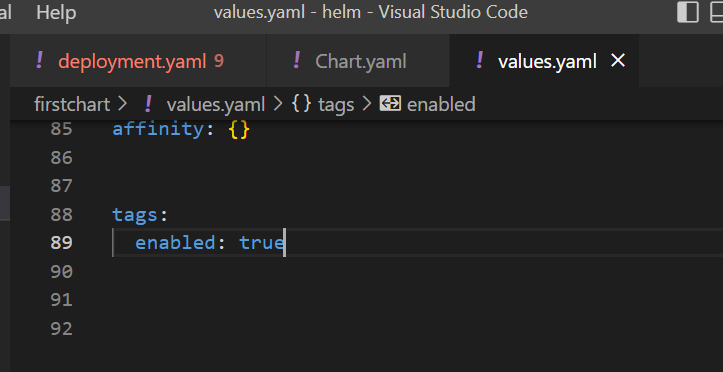 al Help values.yaml - helm - Visual Studio Code
! deployment.yaml 9 ! Chart.yaml ! values.yaml ×
firstchart > ! values.yaml > {} tags > enabled
85 affinity: {}
86
87
88 tags:
89 enabled: true
90
91
92